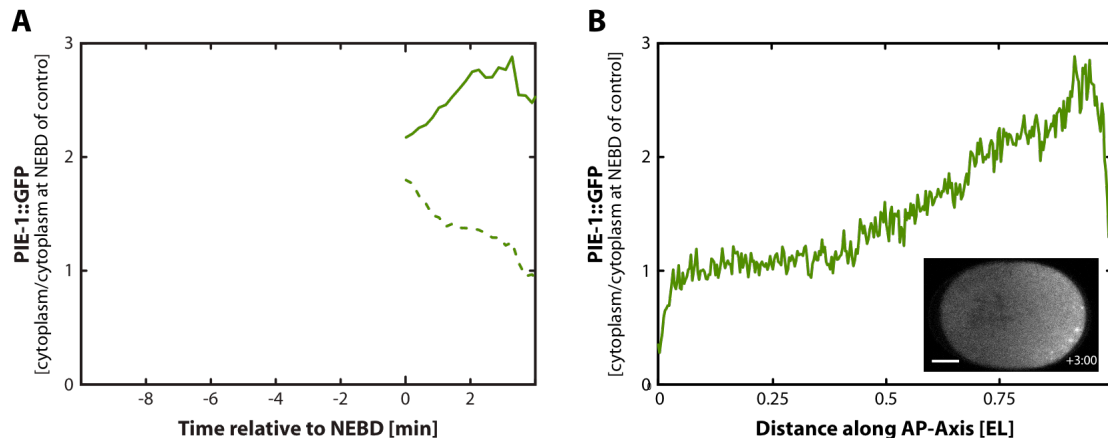 A
PIE-1::GFP
[cytoplasm/cytoplasm at NEBD of control]
3
2
1
0
-8
-6
-4
-2
0
2
Time relative to NEBD [min]
B
PIE-1::GFP
[cytoplasm/cytoplasm at NEBD of control]
3
2
1
0
0
0.25
0.5
0.75
Distance along AP-Axis [EL]
+3:00